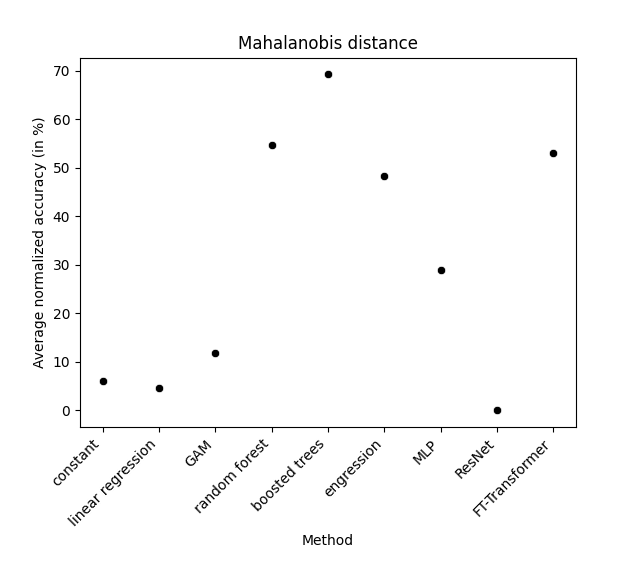 Mahalanobis distance
Average normalized accuracy (in %)
70
60
50
40
30
20
10
0
constant
linear regression
GAM
random forest
boosted trees
engression
MLP
ResNet
FT-Transformer
Method